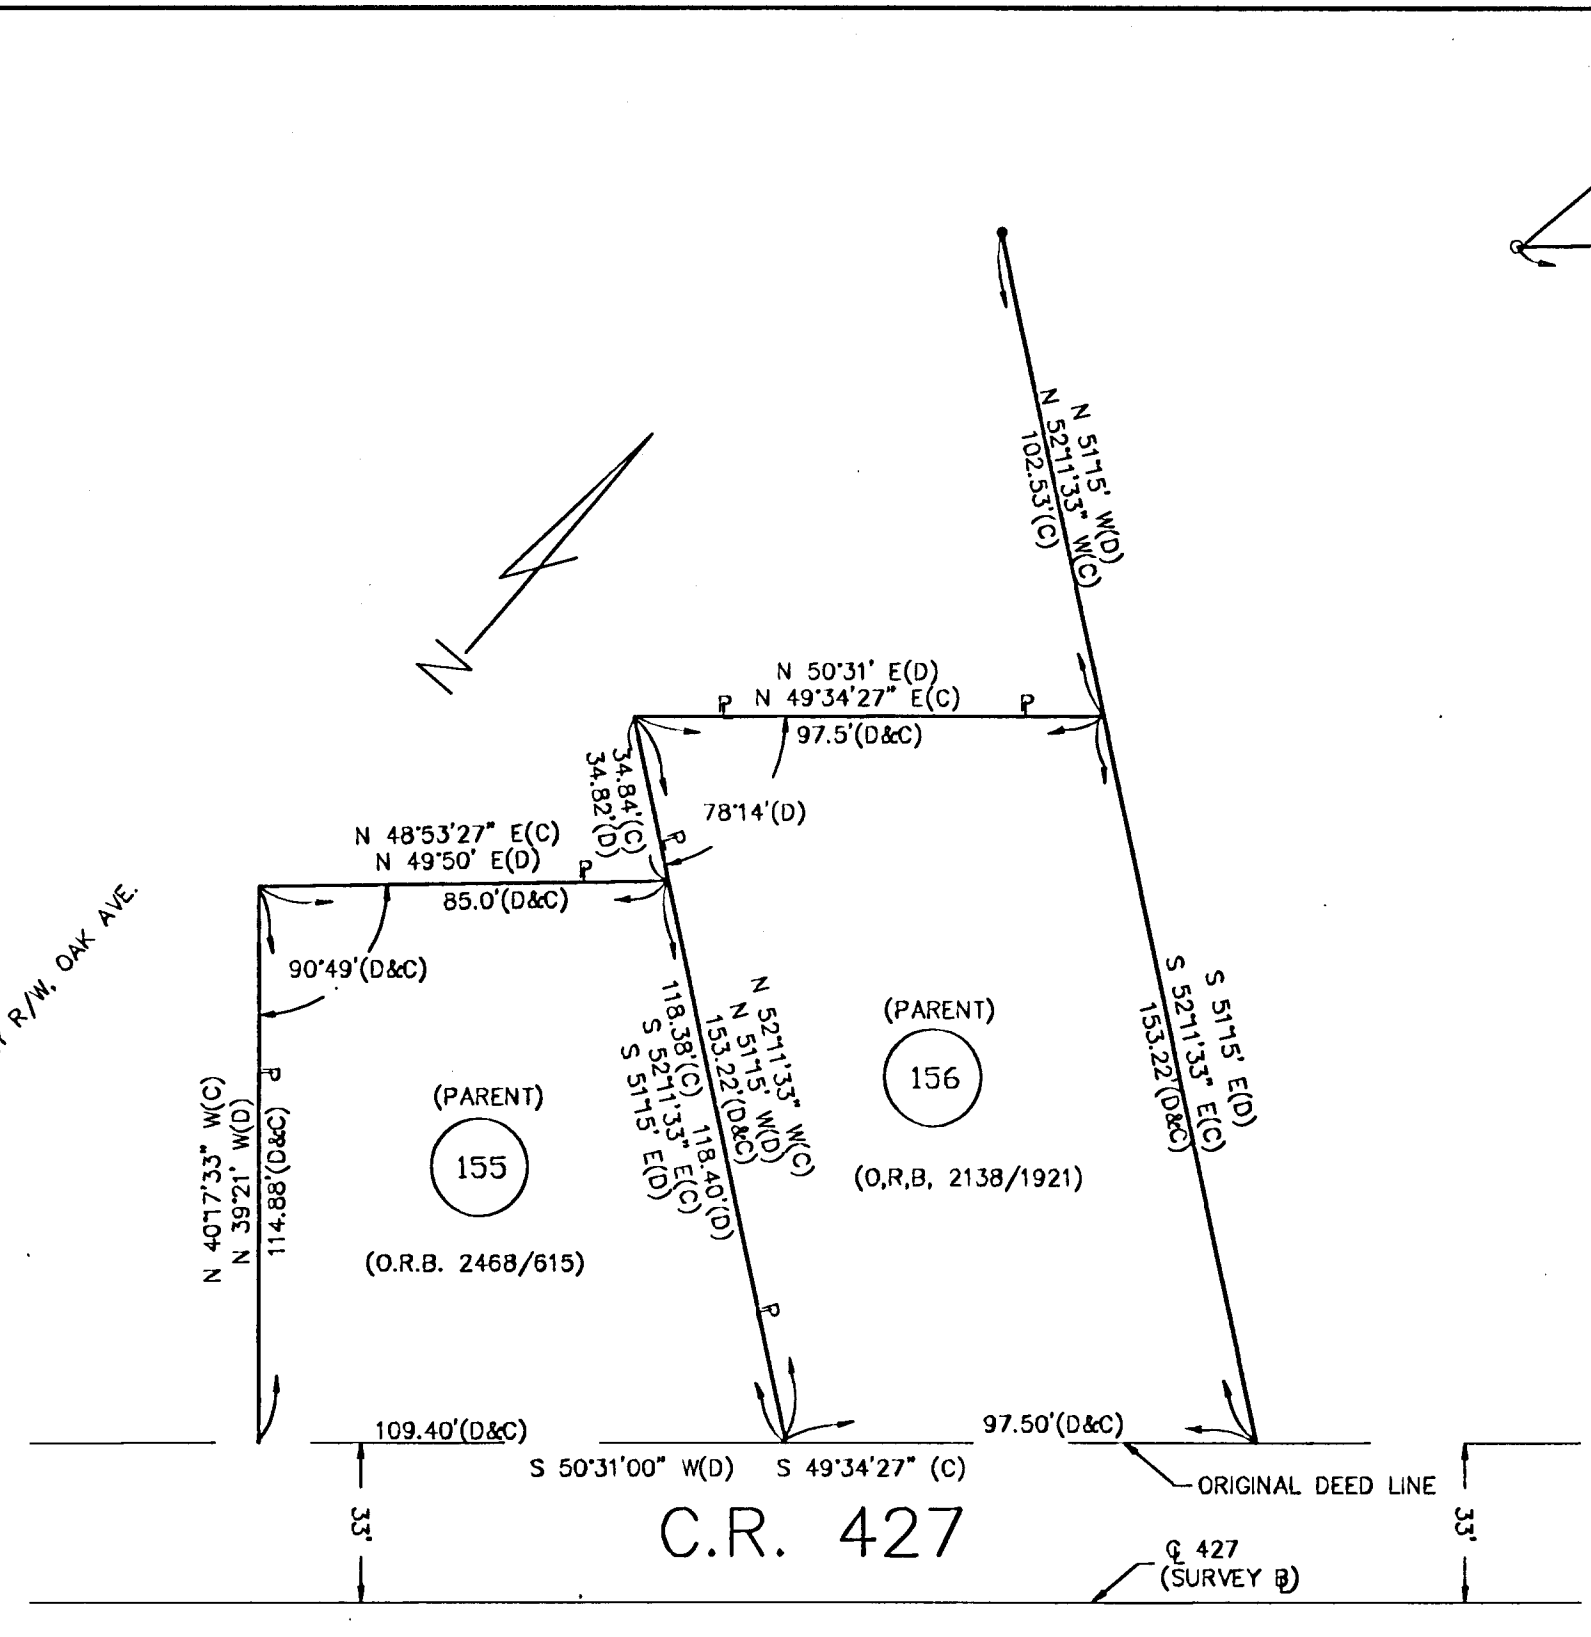 N 51°15' W(D)
N 52°11'33" W(C)
102.53'(C)
N
N 50°31' E(D)
N 49°34'27" E(C)
97.5'(D&C)
34.84'(C)
34.82'(D)
78°14'(D)
N 48°53'27" E(C)
N 49°50' E(D)
85.0'(D&C)
R/W, OAK AVE.
90°49'(D&C)
N 40°17'33" W(C)
N 39°21' W(D)
114.88'(D&C)
(PARENT)
155
(O.R.B. 2468/615)
N 52°11'33" W(C)
N 51°15' W(D)
153.22'(D&C)
118.38'(C) 118.40'(D)
S 52°11'33" E(C)
S 51°15' E(D)
(PARENT)
156
(O,R,B, 2138/1921)
S 51°15' E(D)
S 52°11'33" E(C)
153.22'(D&C)
109.40'(D&C)
97.50'(D&C)
S 50°31'00" W(D) S 49°34'27" (C)
ORIGINAL DEED LINE
33'
C.R. 427
33'
℄ 427
(SURVEY BL)
P
P
P
P
P
P